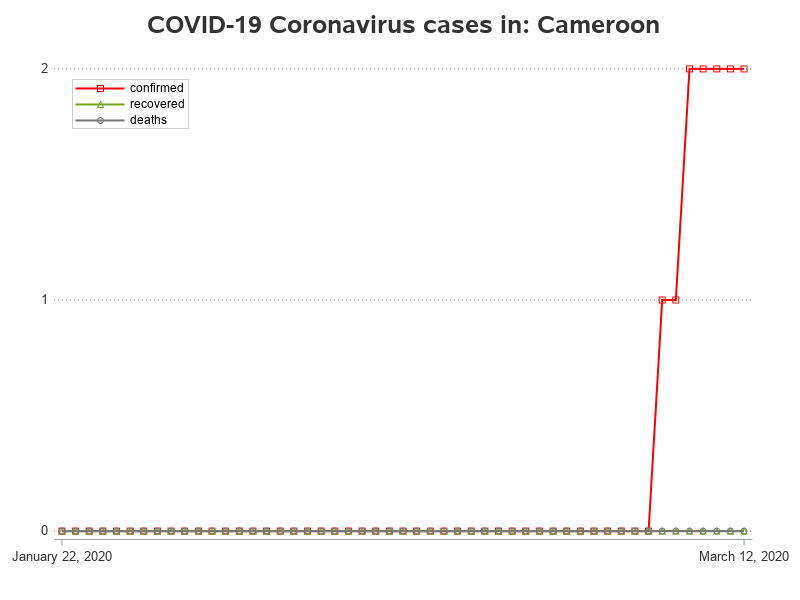 COVID-19 Coronavirus cases in: Cameroon
2
confirmed
recovered
deaths
1
0
January 22, 2020
March 12, 2020